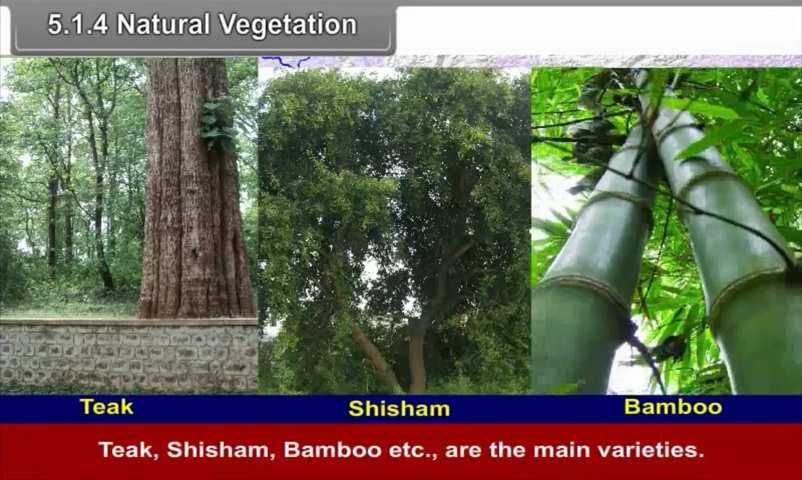 5.1.4 Natural Vegetation
Teak
Shisham
Bamboo
Teak, Shisham, Bamboo etc., are the main varieties.